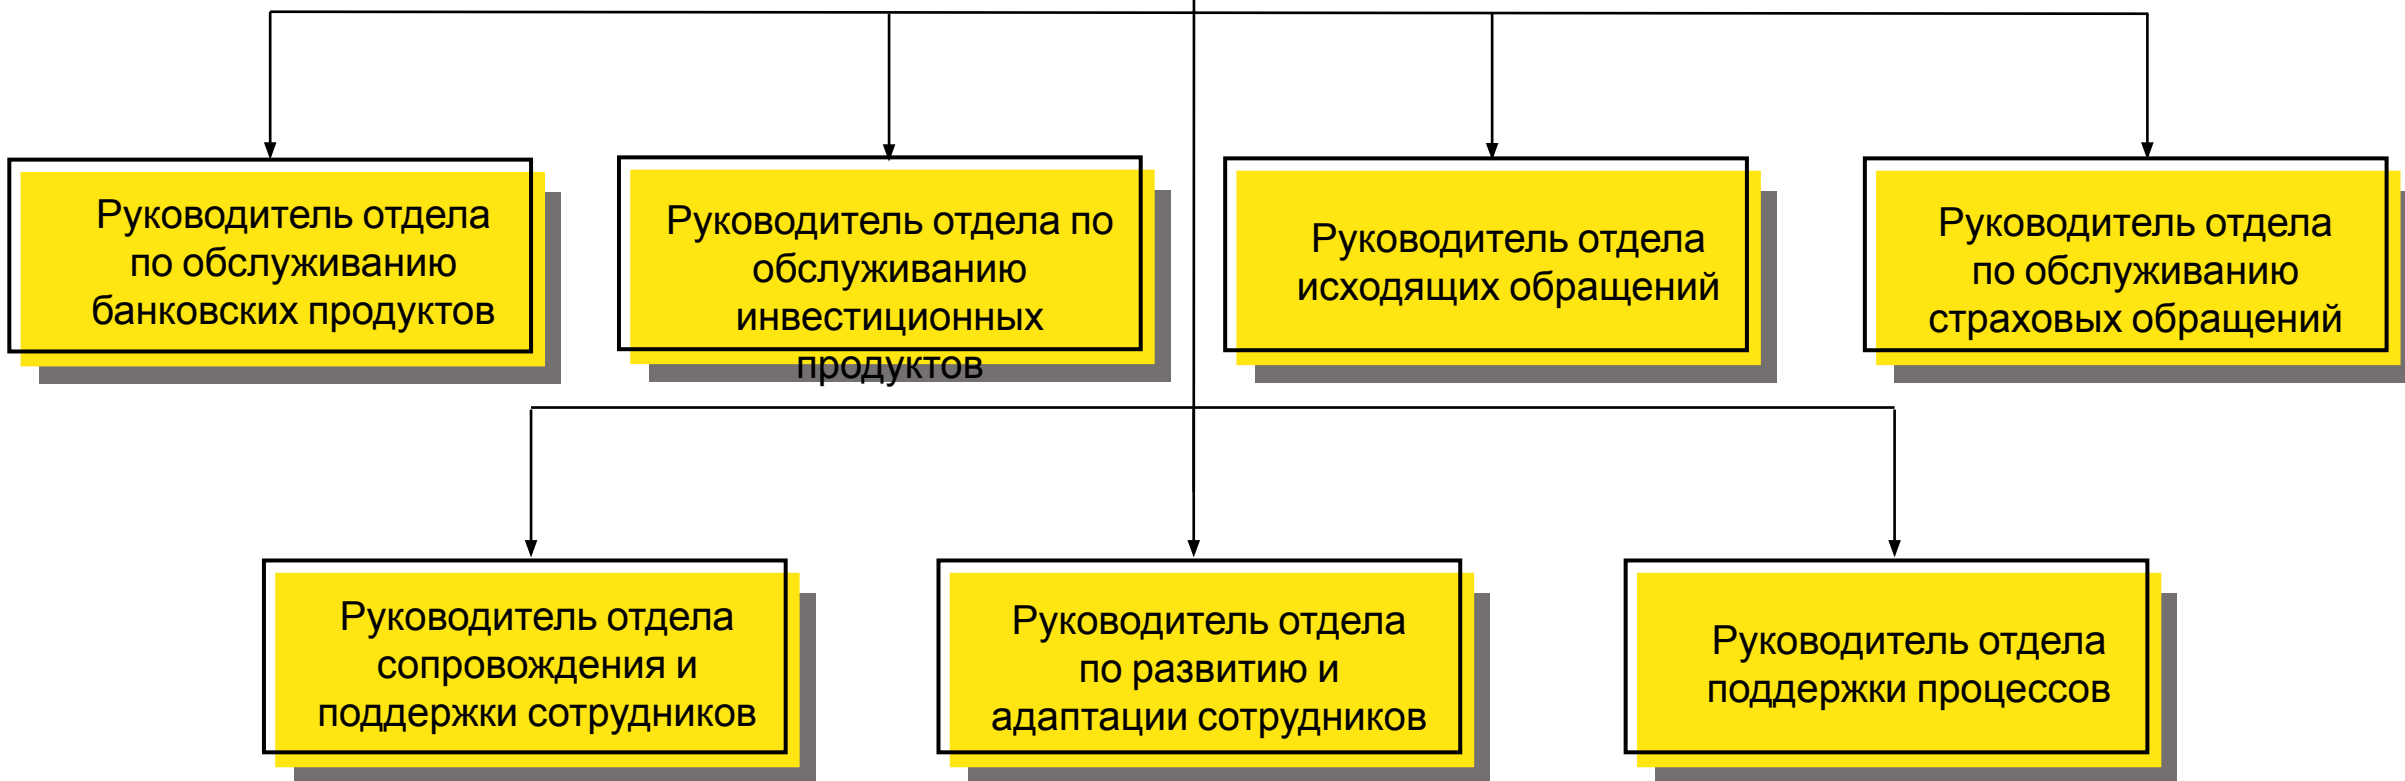 Руководитель отдела
по обслуживанию
банковских продуктов
Руководитель отдела по
обслуживанию
инвестиционных
продуктов
Руководитель отдела
исходящих обращений
Руководитель отдела
по обслуживанию
страховых обращений
Руководитель отдела
сопровождения и
поддержки сотрудников
Руководитель отдела
по развитию и
адаптации сотрудников
Руководитель отдела
поддержки процессов